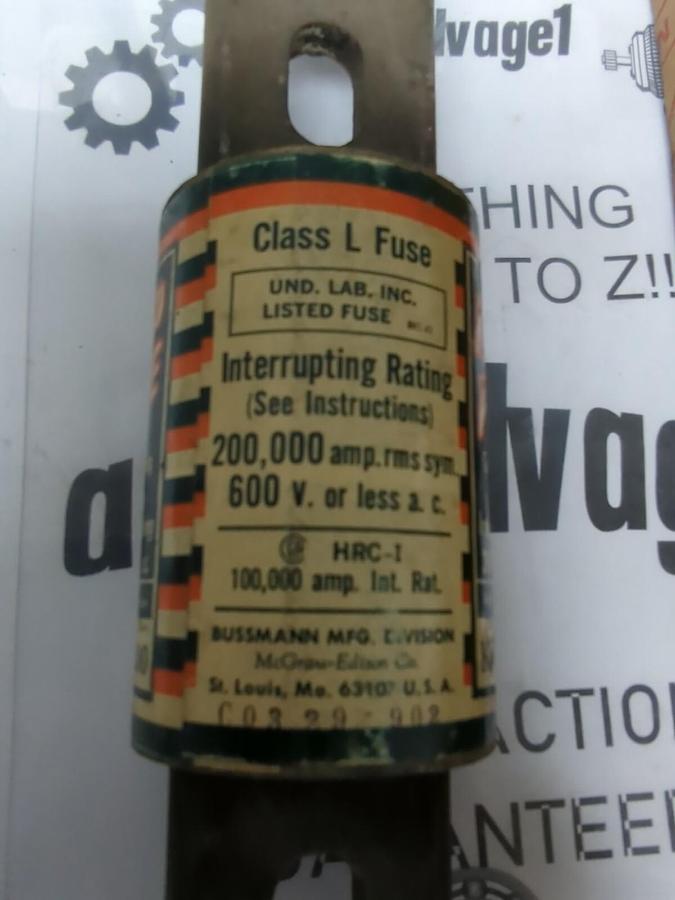 lvage1
THING
TO Z!!
Class L Fuse
UND. LAB. INC.
LISTED FUSE
Interrupting Rating
(See Instructions)
200,000 amp. rms sym.
600 V. or less a. c.
a
lvag
HRC-I
100,000 amp. Int. Rat.
BUSSMANN MFG. DIVISION
McGraw-Edison Co.
St. Louis, Mo. 63107 U.S.A.
ACTIO
ANTEE